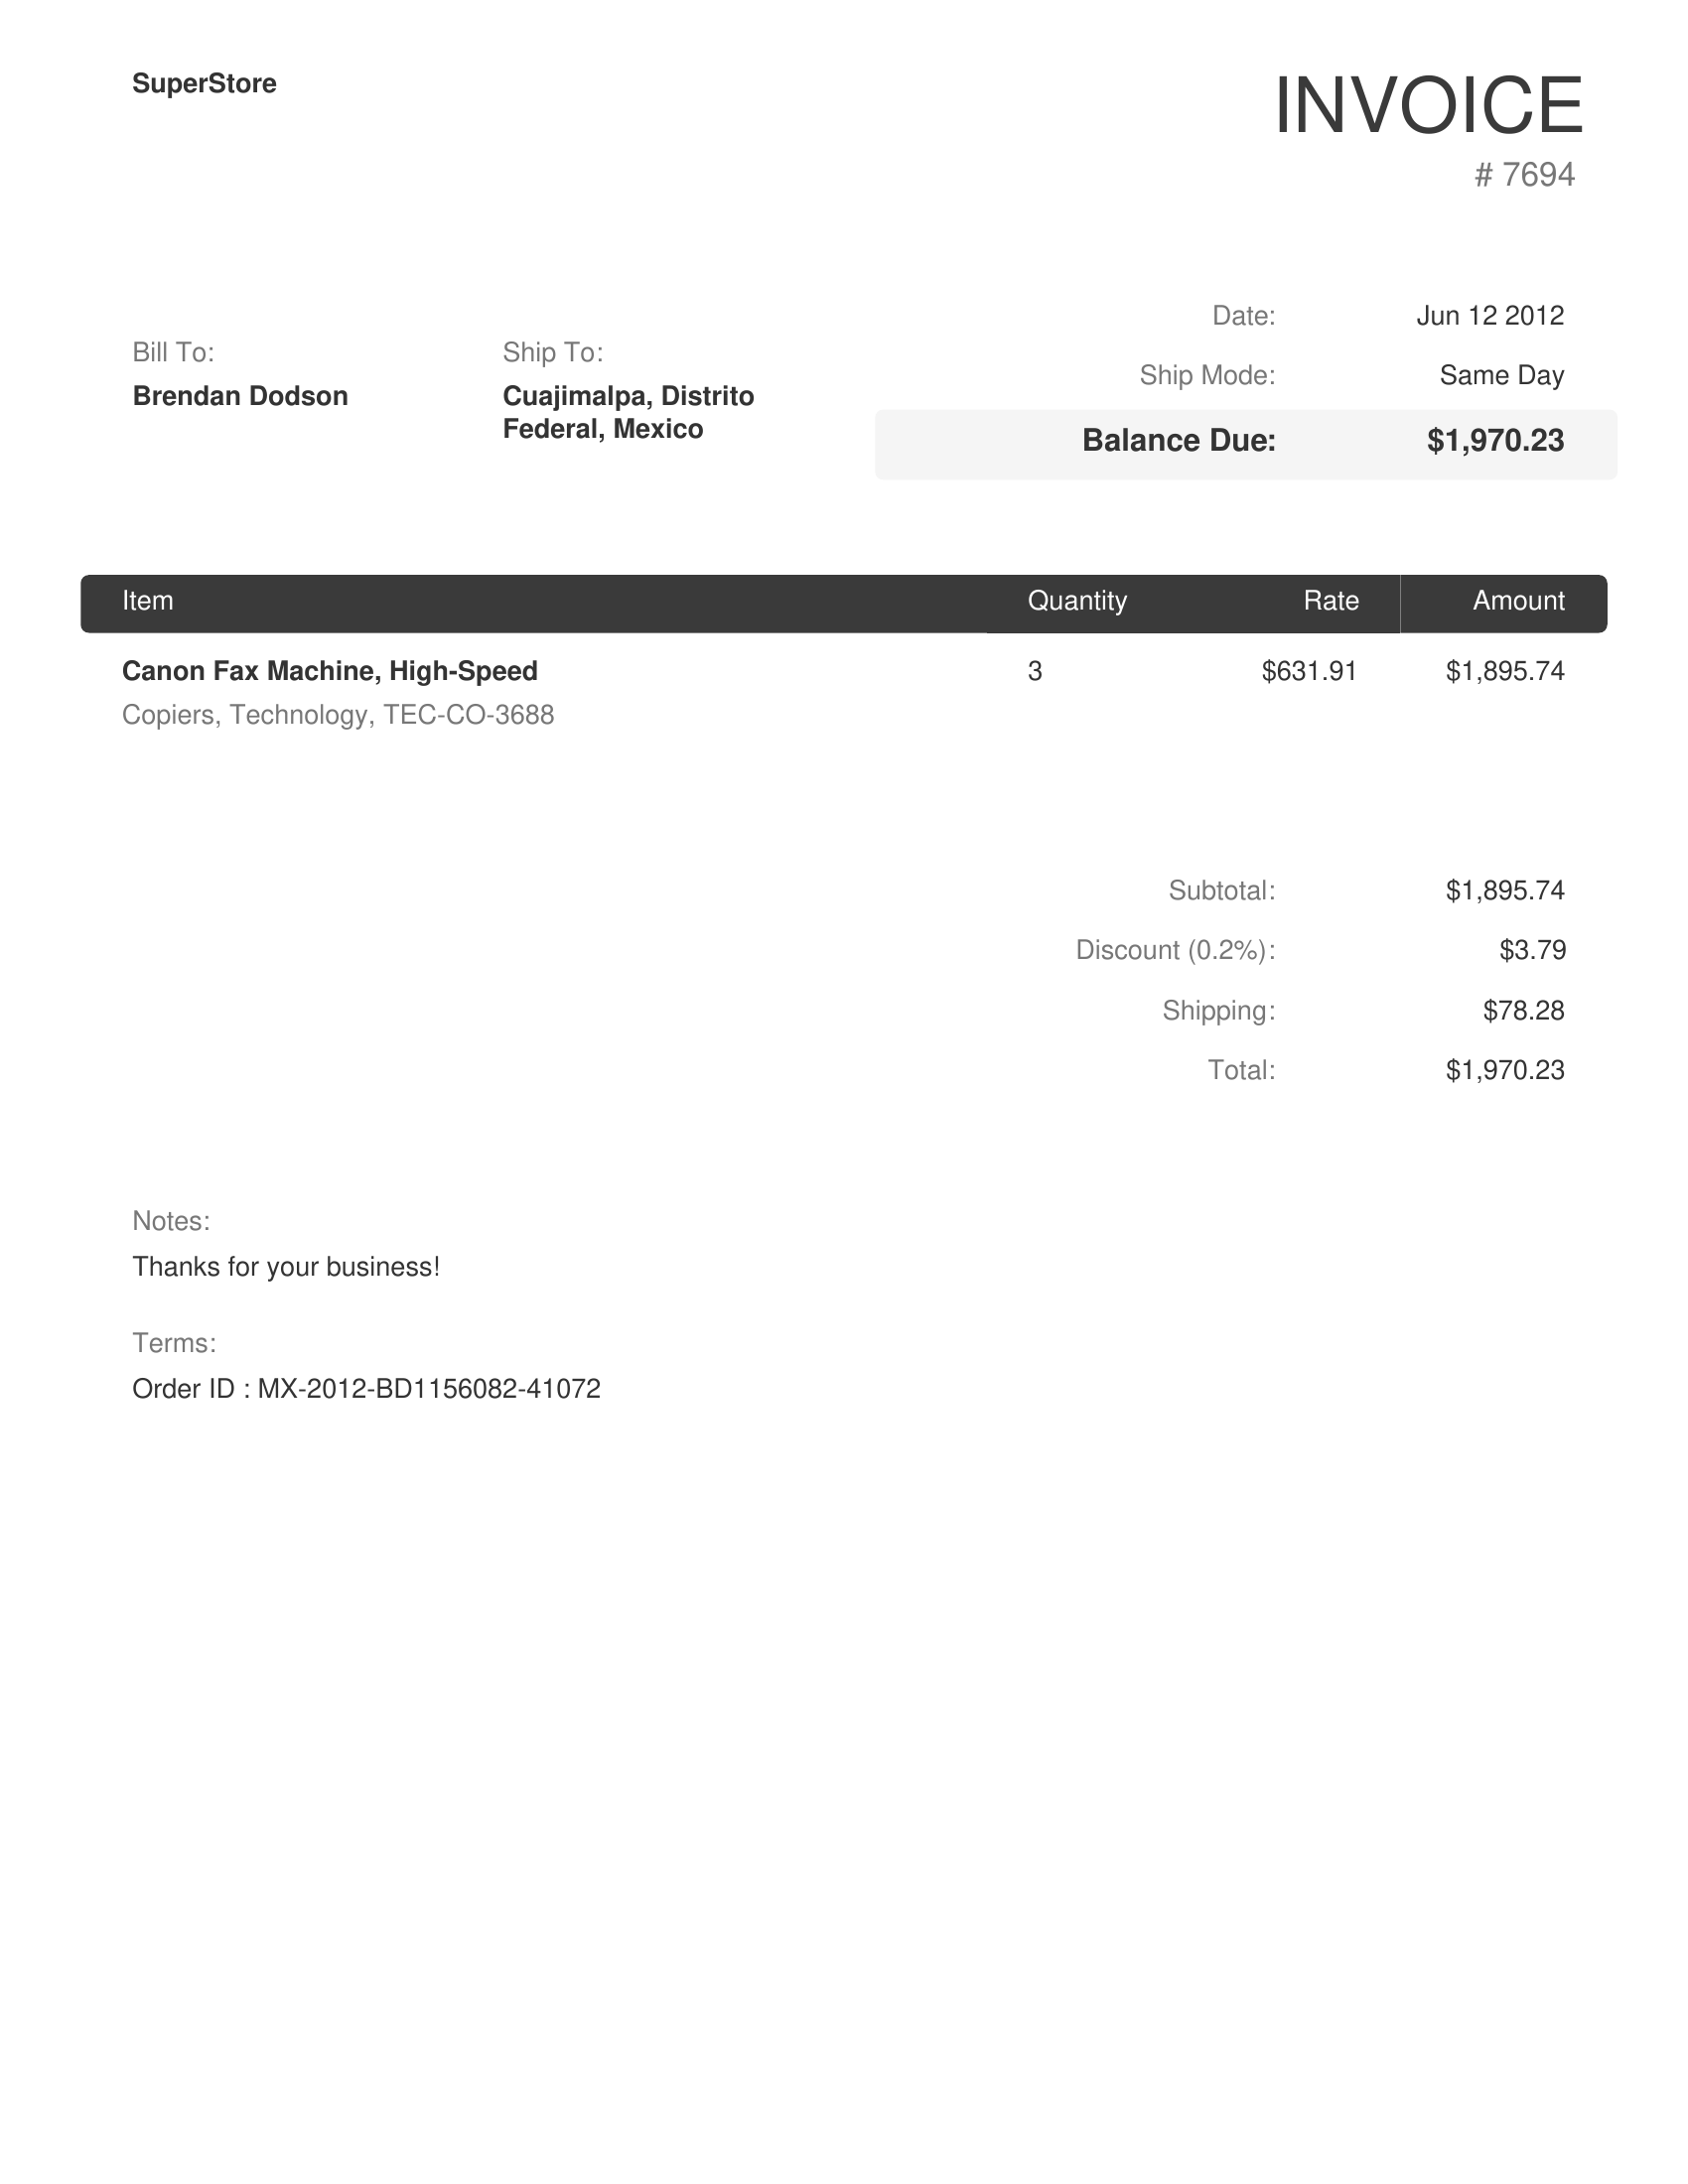 SuperStore
INVOICE
# 7694
Date: Jun 12 2012
Ship Mode: Same Day
Balance Due: $1,970.23
Bill To:
Brendan Dodson
Ship To:
Cuajimalpa, Distrito
Federal, Mexico
Item Quantity Rate Amount
Canon Fax Machine, High-Speed 3 $631.91 $1,895.74
Copiers, Technology, TEC-CO-3688
Subtotal: $1,895.74
Discount (0.2%): $3.79
Shipping: $78.28
Total: $1,970.23
Notes:
Thanks for your business!
Terms:
Order ID : MX-2012-BD1156082-41072